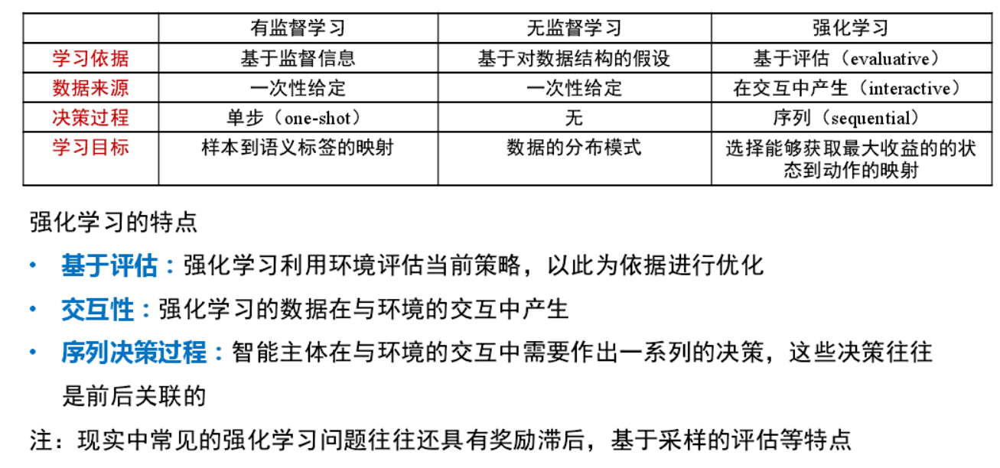 有监督学习 无监督学习 强化学习
学习依据 基于监督信息 基于对数据结构的假设 基于评估（evaluative）
数据来源 一次性给定 一次性给定 在交互中产生（interactive）
决策过程 单步（one-shot） 无 序列（sequential）
学习目标 样本到语义标签的映射 数据的分布模式 选择能够获取最大收益的的状
态到动作的映射
强化学习的特点
• 基于评估：强化学习利用环境评估当前策略，以此为依据进行优化
• 交互性：强化学习的数据在与环境的交互中产生
• 序列决策过程：智能主体在与环境的交互中需要作出一系列的决策，这些决策往往
是前后关联的
注：现实中常见的强化学习问题往往还具有奖励滞后，基于采样的评估等特点